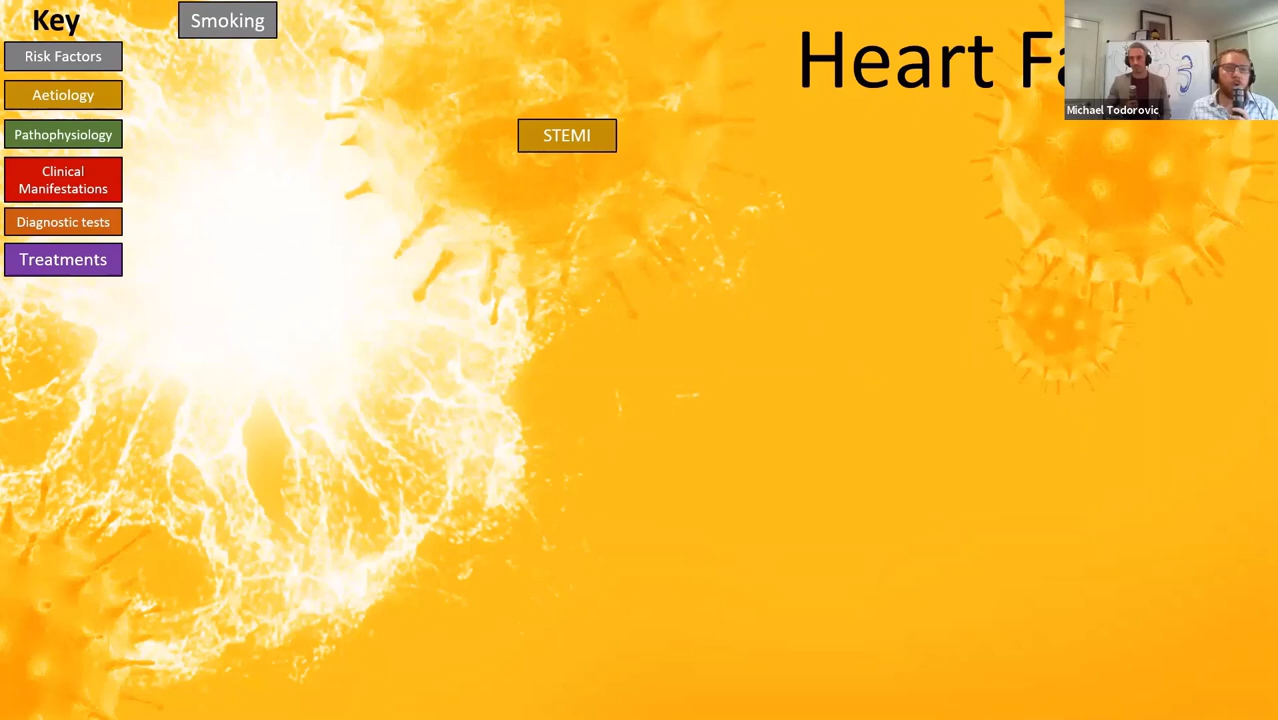 Key
Smoking
Heart Fa
Risk Factors
Aetiology
Pathophysiology
Clinical
Manifestations
Diagnostic tests
Treatments
STEMI
Michael Todorovic